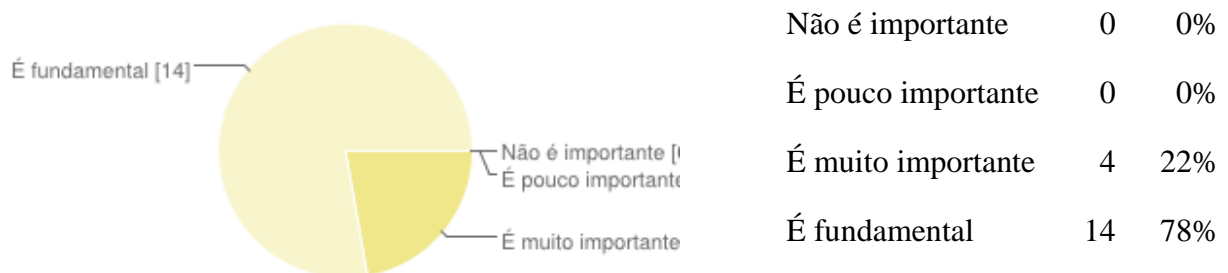 É fundamental [14]
Não é importante [
É pouco importante
É muito importante
Não é importante 0 0%
É pouco importante 0 0%
É muito importante 4 22%
É fundamental 14 78%